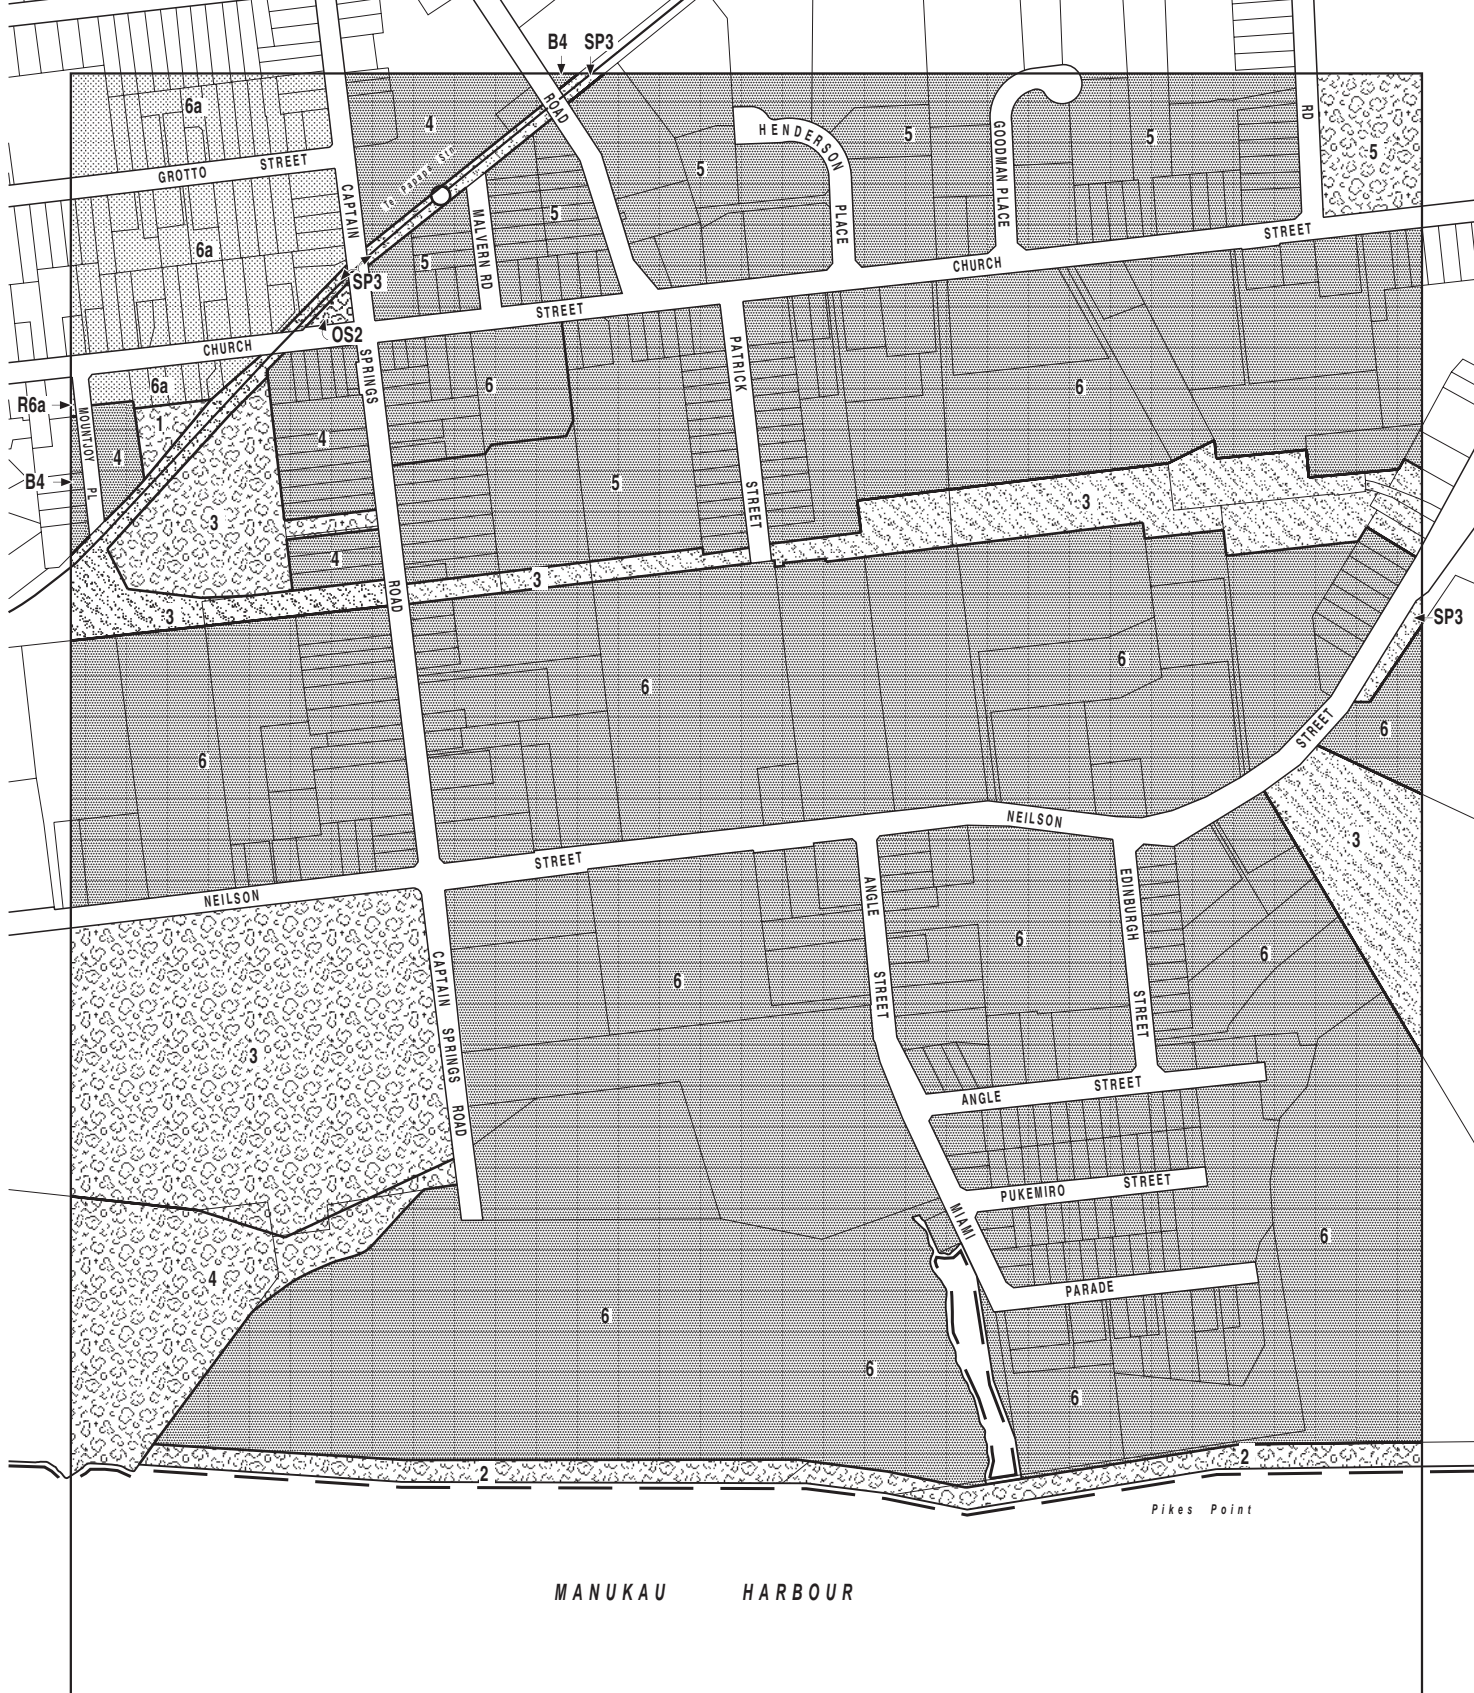 B4 SP3
6a
4
ROAD
HENDERSON
PLACE
5
GOODMAN PLACE
5
RD
5
GROTTO STREET
CAPTAIN
Te Papapa Stn
5
MALVERN RD
5
5
6a
SP3
OS2
CHURCH
STREET
CHURCH
STREET
6a
R6a
MOUNTJOY PL
1
4
B4
SPRINGS
6
PATRICK
STREET
6
4
5
3
3
4
3
ROAD
3
SP3
6
6
6
6
STREET
3
NEILSON
STREET
NEILSON
ANGLE
STREET
EDINBURGH
STREET
6
6
6
CAPTAIN
SPRINGS
ROAD
3
ANGLE STREET
PUKEMIRO STREET
MIAMI
PARADE
6
4
6
6
6
2
2
Pikes Point
MANUKAU HARBOUR